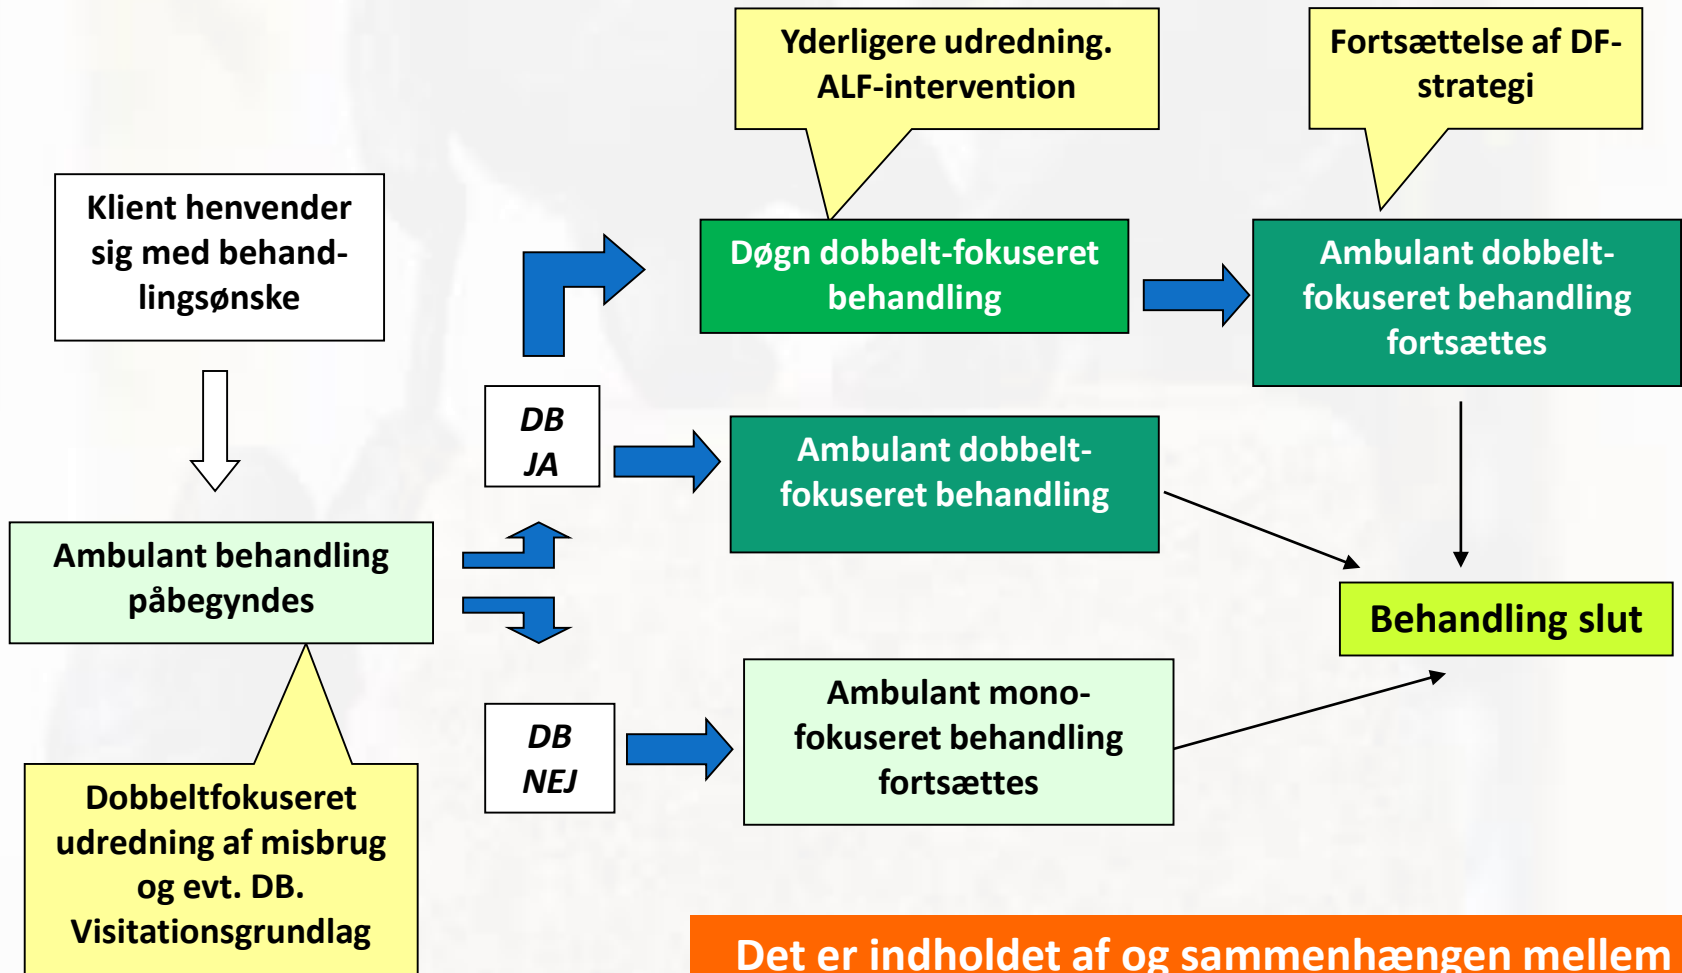 Yderligere udredning.
ALF-intervention
Fortsættelse af DF-
strategi
Klient henvender
sig med behand-
lingsønske
Døgn dobbelt-fokuseret
behandling
Ambulant dobbelt-
fokuseret behandling
fortsættes
DB
JA
Ambulant dobbelt-
fokuseret behandling
Ambulant behandling
påbegyndes
Behandling slut
DB
NEJ
Ambulant mono-
fokuseret behandling
fortsættes
Dobbeltfokuseret
udredning af misbrug
og evt. DB.
Visitationsgrundlag
Det er indholdet af og sammenhængen mellem